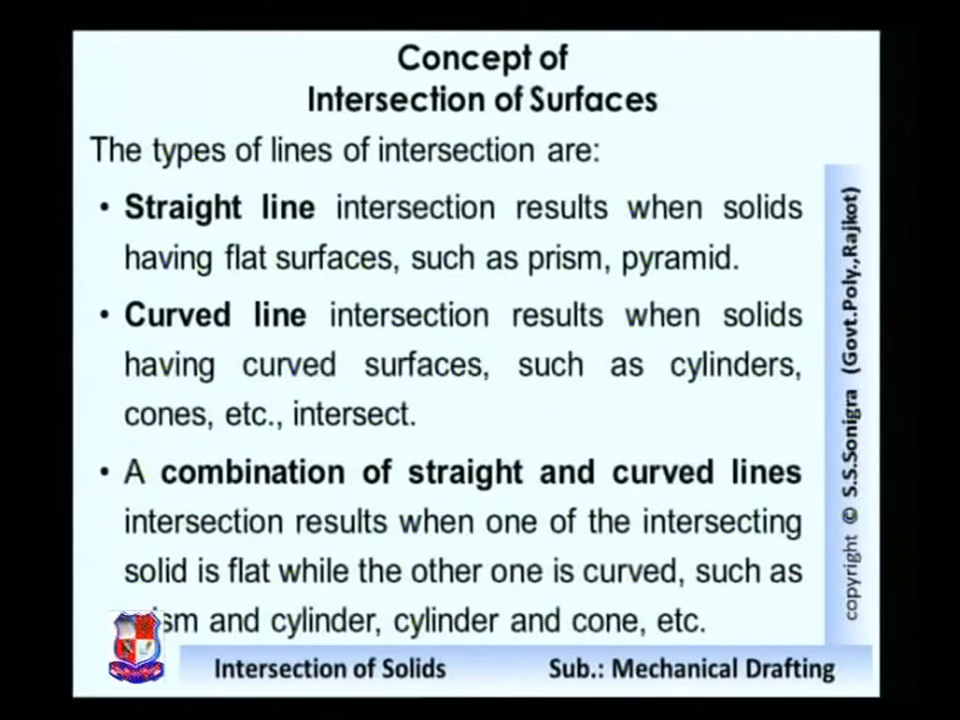 Concept of
Intersection of Surfaces
The types of lines of intersection are:
• Straight line intersection results when solids
having flat surfaces, such as prism, pyramid.
• Curved line intersection results when solids
having curved surfaces, such as cylinders,
cones, etc., intersect.
• A combination of straight and curved lines
intersection results when one of the intersecting
solid is flat while the other one is curved, such as
ism and cylinder, cylinder and cone, etc.
Intersection of Solids
Sub.: Mechanical Drafting
copyright © S.S.Sonigra (Govt.Poly.,Rajkot)